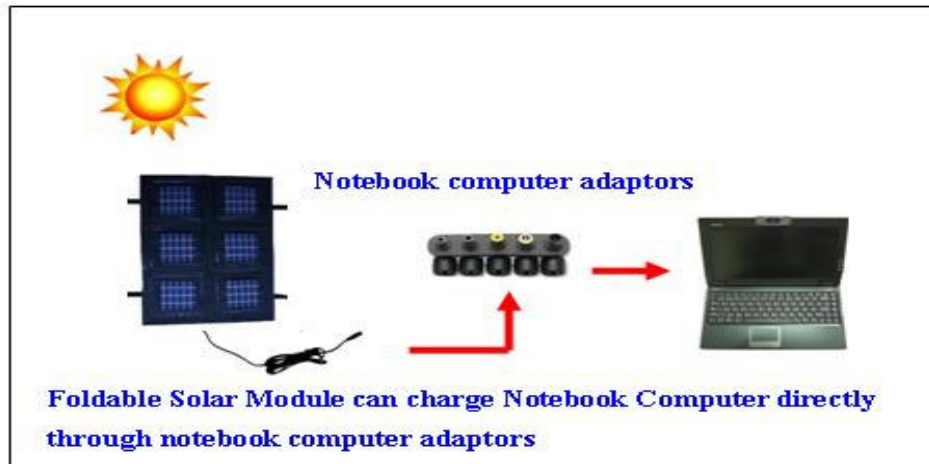 Notebook computer adaptors
Foldable Solar Module can charge Notebook Computer directly
through notebook computer adaptors